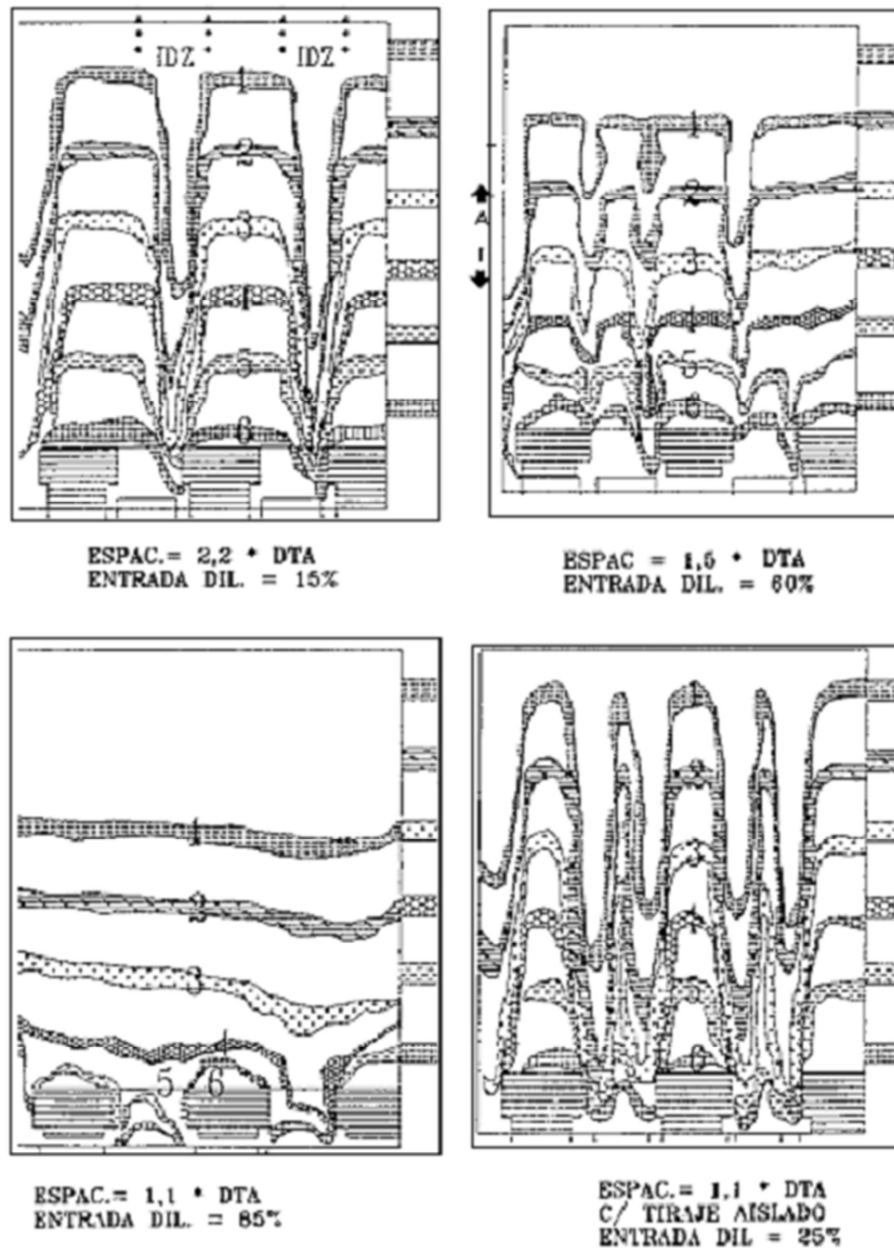 IDZ IDZ
1
2
3
4
5
6
ESPAC.= 2,2 * DTA
ENTRADA DIL. = 15%
1
2
A
I
3
4
5
6
ESPAC = 1,5 * DTA
ENTRADA DIL. = 60%
1
2
3
4
5 6
ESPAC.= 1,1 * DTA
ENTRADA DIL. = 85%
1
2
3
4
5
6
ESPAC.= 1,1 * DTA
C/ TIRAJE AISLADO
ENTRADA DIL = 25%